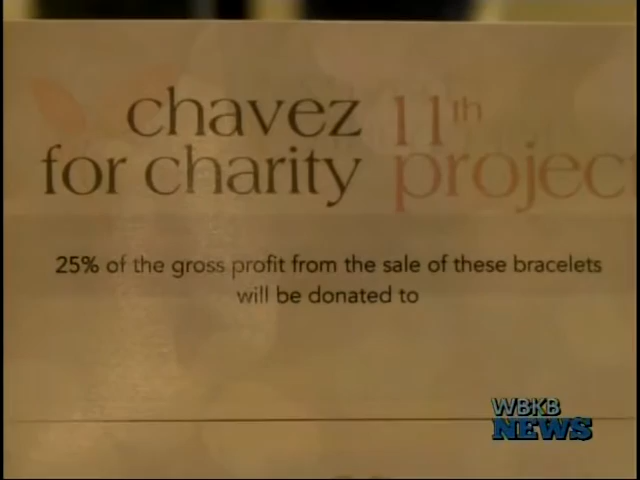 chavez 11th
for charity projec
25% of the gross profit from the sale of these bracelets
will be donated to
WBKB
NEWS